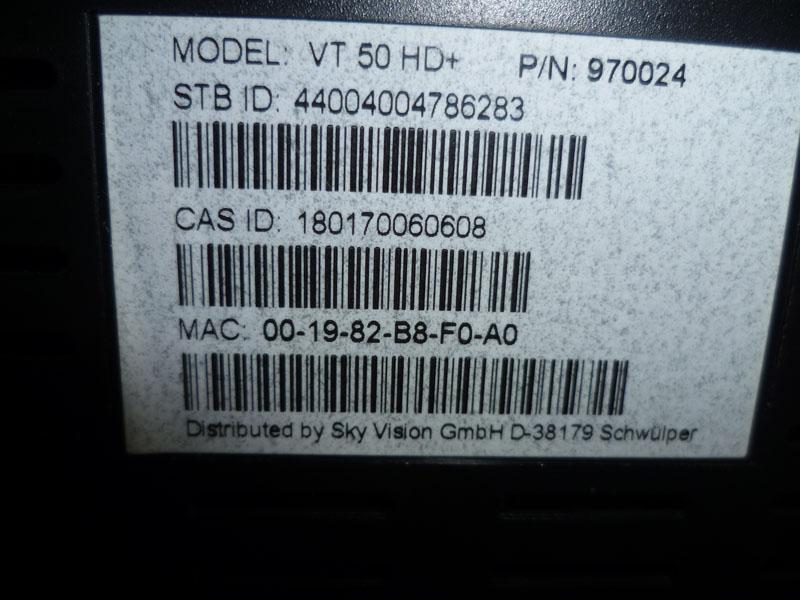 MODEL: VT 50 HD+ P/N: 970024
STB ID: 44004004786283
CAS ID: 180170060608
MAC: 00-19-82-B8-F0-A0
Distributed by Sky Vision GmbH D-38179 Schwülper